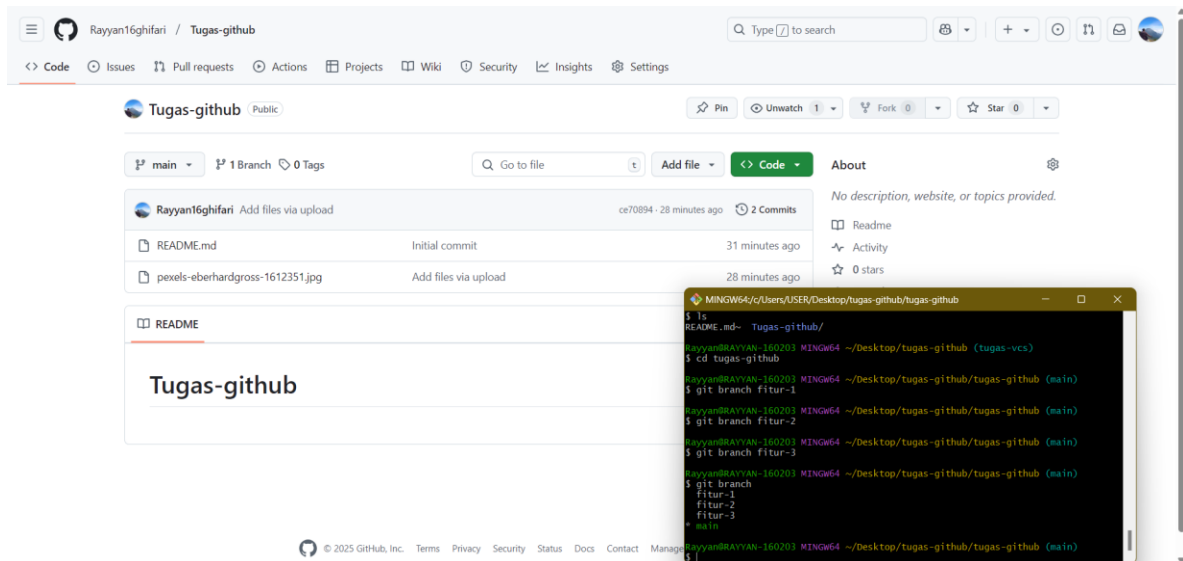 Rayyan16ghifari / Tugas-github
Type / to search
Code Issues Pull requests Actions Projects Wiki Security Insights Settings
Tugas-github Public
Pin Unwatch 1 Fork 0 Star 0
main 1 Branch 0 Tags
Go to file t Add file Code
About
Rayyan16ghifari Add files via upload ce70894 · 28 minutes ago 2 Commits
No description, website, or topics provided.
README.md Initial commit 31 minutes ago
Readme
Activity
pexels-eberhardgross-1612351.jpg Add files via upload 28 minutes ago
0 stars
README
Tugas-github
MINGW64:/c/Users/USER/Desktop/tugas-github/tugas-github
$ ls
README.md~ Tugas-github/
Rayyan@RAYYAN-160203 MINGW64 ~/Desktop/tugas-github (tugas-vcs)
$ cd tugas-github
Rayyan@RAYYAN-160203 MINGW64 ~/Desktop/tugas-github/tugas-github (main)
$ git branch fitur-1
Rayyan@RAYYAN-160203 MINGW64 ~/Desktop/tugas-github/tugas-github (main)
$ git branch fitur-2
Rayyan@RAYYAN-160203 MINGW64 ~/Desktop/tugas-github/tugas-github (main)
$ git branch fitur-3
Rayyan@RAYYAN-160203 MINGW64 ~/Desktop/tugas-github/tugas-github (main)
$ git branch
fitur-1
fitur-2
fitur-3
* main
Rayyan@RAYYAN-160203 MINGW64 ~/Desktop/tugas-github/tugas-github (main)
$
© 2025 GitHub, Inc. Terms Privacy Security Status Docs Contact Manage